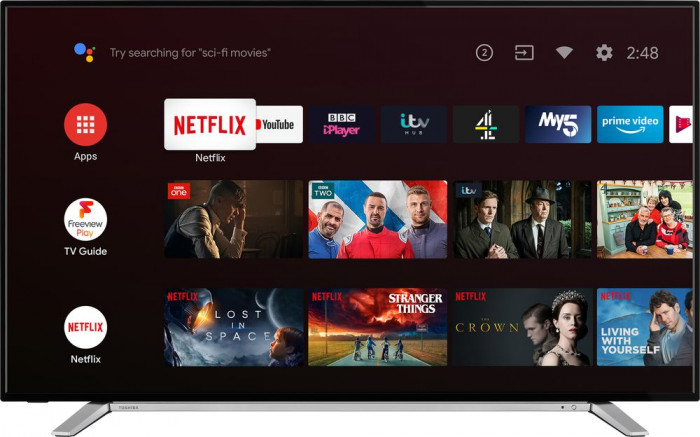 Try searching for "sci-fi movies"
2
2:48
Apps
NETFLIX
YouTube
BBC
iPlayer
itv
HUB
4
My5
prime video
Netflix
Freeview
Play
TV Guide
BBC
one
BBC
TWO
itv
NETFLIX
Netflix
NETFLIX
LOST
IN
SPACE
NETFLIX
STRANGER
THINGS
NETFLIX
THE
CROWN
NETFLIX
LIVING
WITH
YOURSELF
TOSHIBA